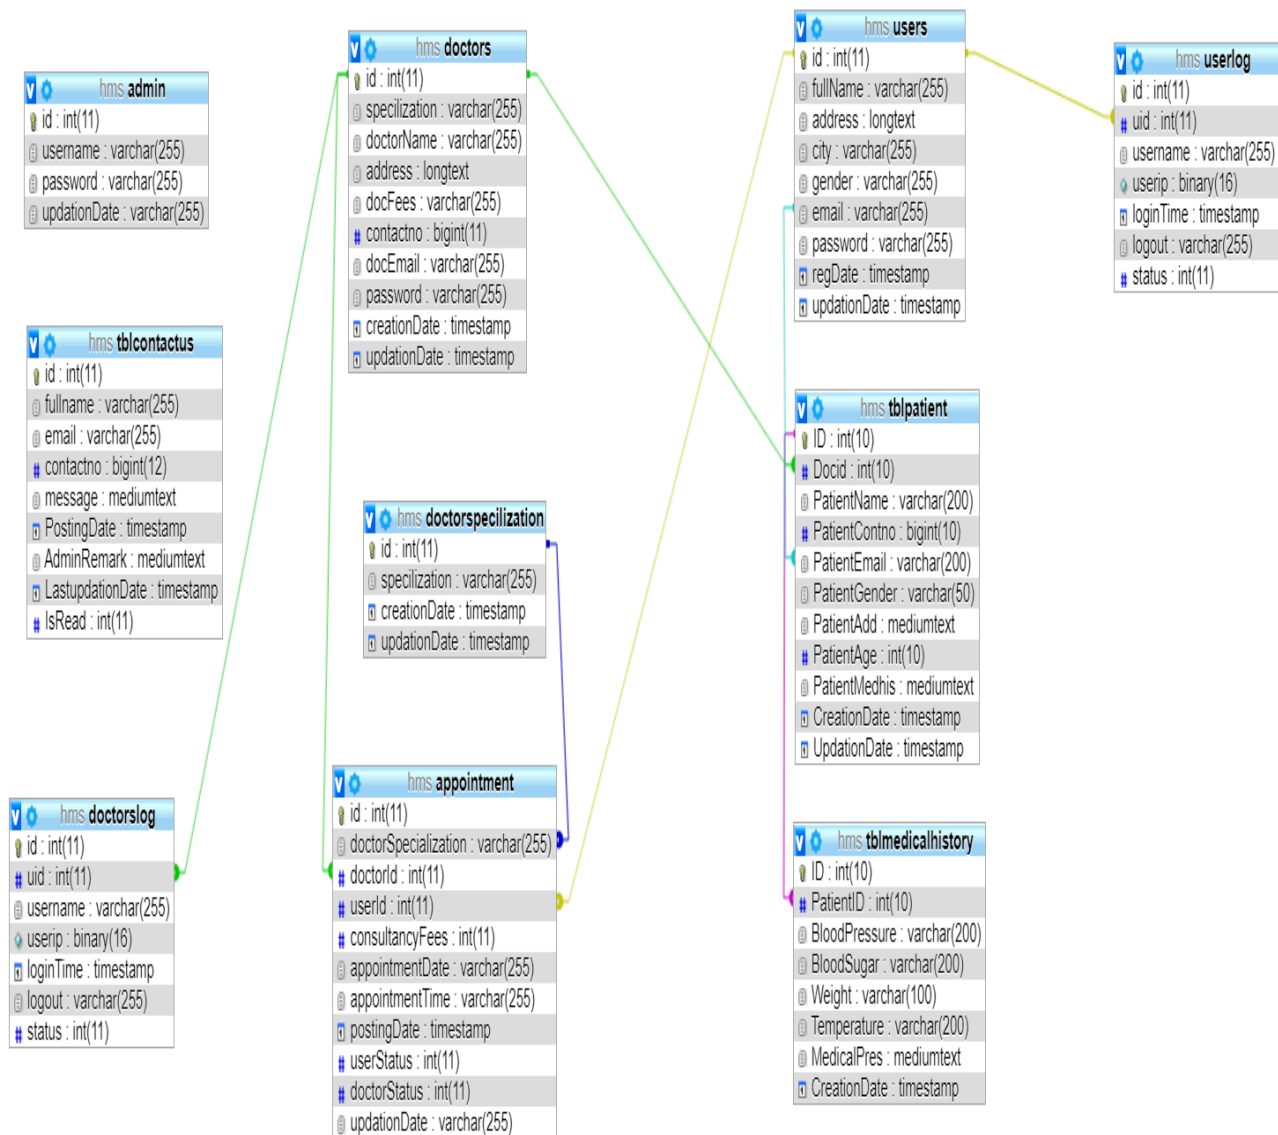 hms admin
id : int(11)
username : varchar(255)
password : varchar(255)
updationDate : varchar(255)
hms tblcontactus
id : int(11)
fullname : varchar(255)
email : varchar(255)
contactno : bigint(12)
message : mediumtext
PostingDate : timestamp
AdminRemark : mediumtext
LastupdationDate : timestamp
IsRead : int(11)
hms doctorslog
id : int(11)
uid : int(11)
username : varchar(255)
userip : binary(16)
loginTime : timestamp
logout : varchar(255)
status : int(11)
hms doctors
id : int(11)
specilization : varchar(255)
doctorName : varchar(255)
address : longtext
docFees : varchar(255)
contactno : bigint(11)
docEmail : varchar(255)
password : varchar(255)
creationDate : timestamp
updationDate : timestamp
hms doctorspecilization
id : int(11)
specilization : varchar(255)
creationDate : timestamp
updationDate : timestamp
hms appointment
id : int(11)
doctorSpecialization : varchar(255)
doctorId : int(11)
userId : int(11)
consultancyFees : int(11)
appointmentDate : varchar(255)
appointmentTime : varchar(255)
postingDate : timestamp
userStatus : int(11)
doctorStatus : int(11)
updationDate : varchar(255)
hms users
id : int(11)
fullName : varchar(255)
address : longtext
city : varchar(255)
gender : varchar(255)
email : varchar(255)
password : varchar(255)
regDate : timestamp
updationDate : timestamp
hms tblpatient
ID : int(10)
Docid : int(10)
PatientName : varchar(200)
PatientContno : bigint(10)
PatientEmail : varchar(200)
PatientGender : varchar(50)
PatientAdd : mediumtext
PatientAge : int(10)
PatientMedhis : mediumtext
CreationDate : timestamp
UpdationDate : timestamp
hms tblmedicalhistory
ID : int(10)
PatientID : int(10)
BloodPressure : varchar(200)
BloodSugar : varchar(200)
Weight : varchar(100)
Temperature : varchar(200)
MedicalPres : mediumtext
CreationDate : timestamp
hms userlog
id : int(11)
uid : int(11)
username : varchar(255)
userip : binary(16)
loginTime : timestamp
logout : varchar(255)
status : int(11)